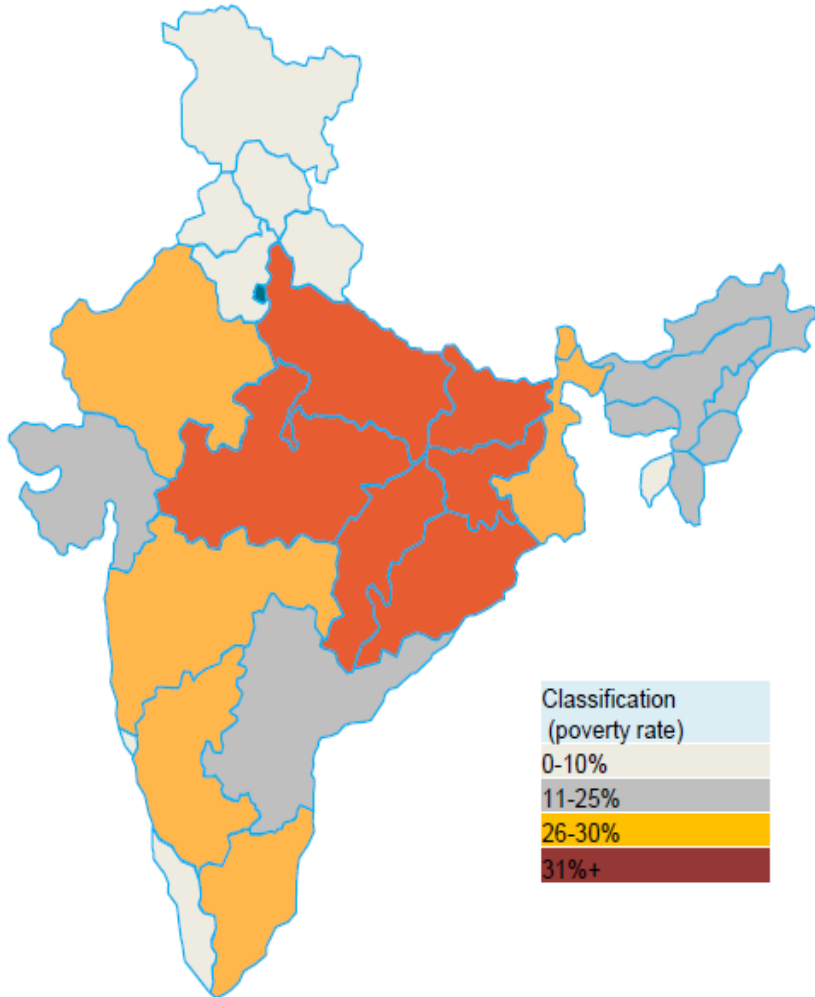 Classification
(poverty rate)
0-10%
11-25%
26-30%
31%+